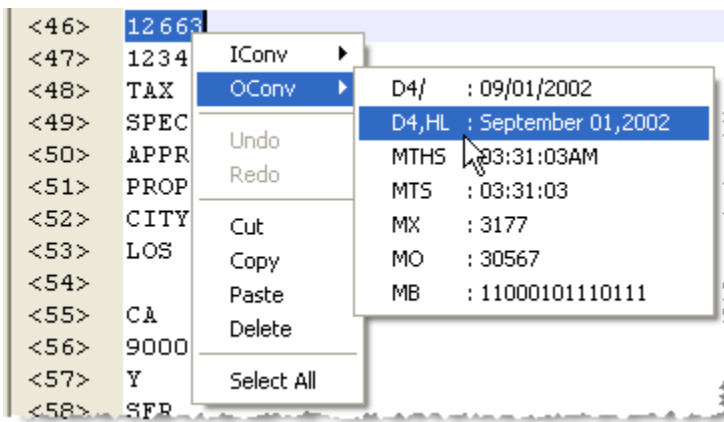 <46> 12663
<47> 1234
<48> TAX
<49> SPEC
<50> APPR
<51> PROP
<52> CITY
<53> LOS
<54>
<55> CA
<56> 9000
<57> Y
<58> SFR
IConv
OConv
Undo
Redo
Cut
Copy
Paste
Delete
Select All
D4/ : 09/01/2002
D4,HL : September 01,2002
MTHS : 03:31:03AM
MTS : 03:31:03
MX : 3177
MO : 30567
MB : 11000101110111